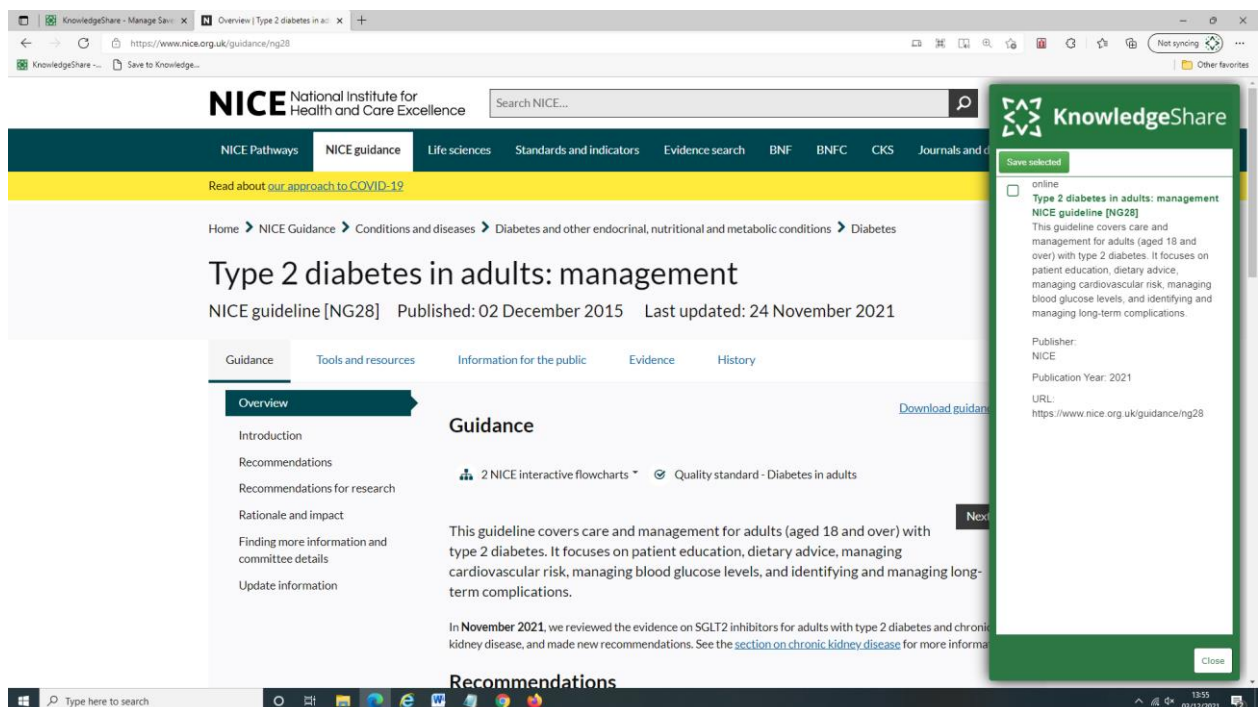 KnowledgeShare - Manage Save
Overview | Type 2 diabetes in ad
https://www.nice.org.uk/guidance/ng28
Not syncing
KnowledgeShare -...
Save to Knowledge...
Other favorites
NICE National Institute for Health and Care Excellence
Search NICE...
NICE Pathways NICE guidance Life sciences Standards and indicators Evidence search BNF BNFC CKS Journals and d
Read about our approach to COVID-19
Home > NICE Guidance > Conditions and diseases > Diabetes and other endocrinal, nutritional and metabolic conditions > Diabetes
Type 2 diabetes in adults: management
NICE guideline [NG28] Published: 02 December 2015 Last updated: 24 November 2021
Guidance Tools and resources Information for the public Evidence History
Overview
Introduction
Recommendations
Recommendations for research
Rationale and impact
Finding more information and
committee details
Update information
Download guidan
Guidance
2 NICE interactive flowcharts
Quality standard - Diabetes in adults
Next
This guideline covers care and management for adults (aged 18 and over) with
type 2 diabetes. It focuses on patient education, dietary advice, managing
cardiovascular risk, managing blood glucose levels, and identifying and managing long-
term complications.
In November 2021, we reviewed the evidence on SGLT2 inhibitors for adults with type 2 diabetes and chronic
kidney disease, and made new recommendations. See the section on chronic kidney disease for more informa
Recommendations
KnowledgeShare
Save selected
online
Type 2 diabetes in adults: management
NICE guideline [NG28]
This guideline covers care and
management for adults (aged 18 and
over) with type 2 diabetes. It focuses on
patient education, dietary advice,
managing cardiovascular risk, managing
blood glucose levels, and identifying and
managing long-term complications.
Publisher:
NICE
Publication Year: 2021
URL:
https://www.nice.org.uk/guidance/ng28
Close
Type here to search
13:55
03/12/2021